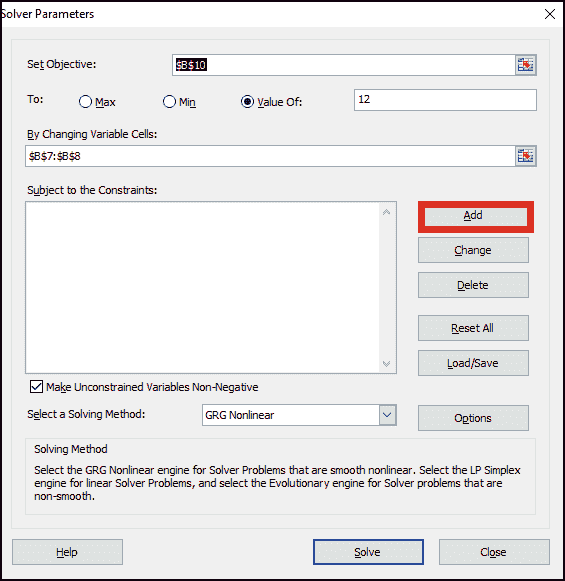 Solver Parameters
Set Objective:
$B$10
To:
Max
Min
Value Of:
12
By Changing Variable Cells:
$B$7:$B$8
Subject to the Constraints:
Add
Change
Delete
Reset All
Load/Save
Make Unconstrained Variables Non-Negative
Select a Solving Method:
GRG Nonlinear
Options
Solving Method
Select the GRG Nonlinear engine for Solver Problems that are smooth nonlinear. Select the LP Simplex
engine for linear Solver Problems, and select the Evolutionary engine for Solver problems that are
non-smooth.
Help
Solve
Close